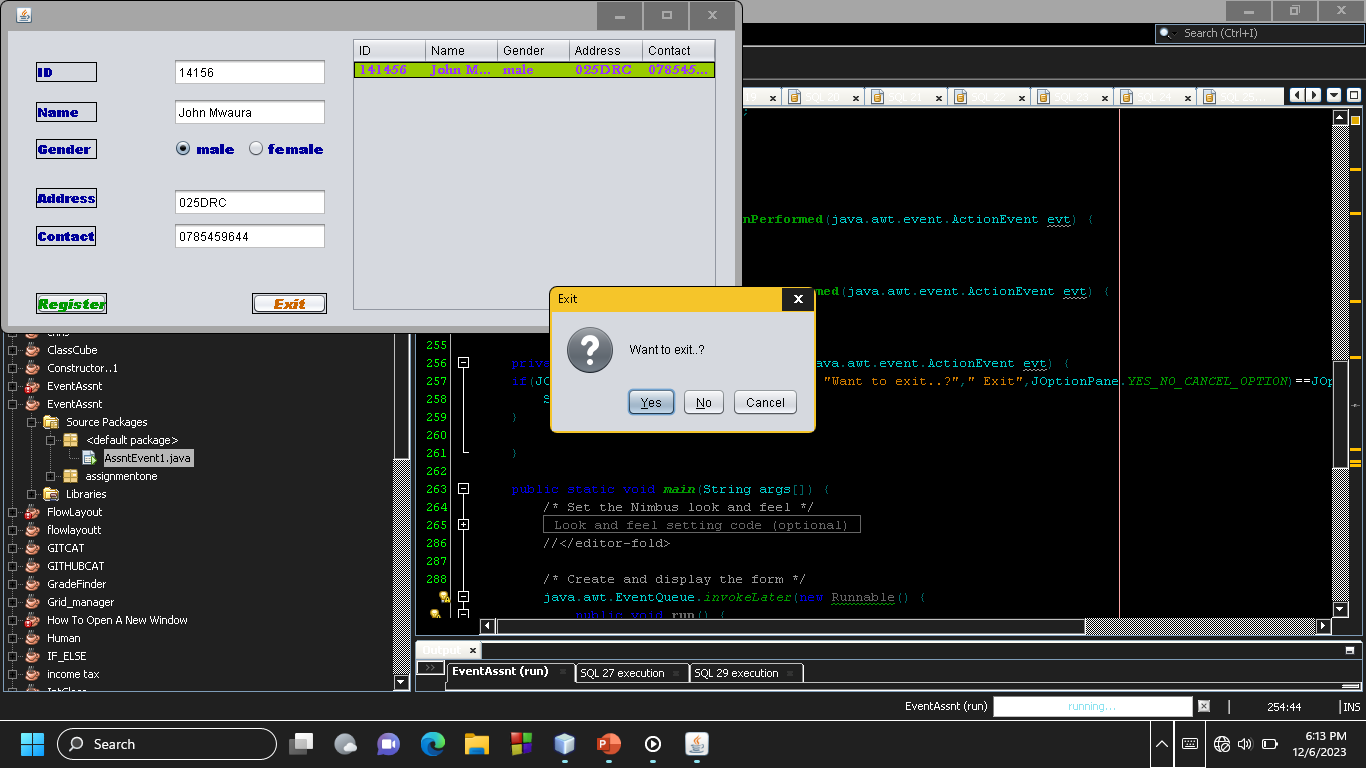 ID 14156
Name John Mwaura
Gender male female
Address 025DRC
Contact 0785459644
Register Exit
ID Name Gender Address Contact
141456 John M... male 025DRC 078545...
Search (Ctrl+I)
nPerformed(java.awt.event.ActionEvent evt) {
med(java.awt.event.ActionEvent evt) {
Exit
Want to exit..?
Yes No Cancel
ClassCube
Constructor..1
EventAssnt
EventAssnt
Source Packages
<default package>
AssntEvent1.java
assignmentone
Libraries
FlowLayout
flowlayoutt
GITCAT
GITHUBCAT
GradeFinder
Grid_manager
How To Open A New Window
Human
IF_ELSE
income tax
255
256 prive a.awt.event.ActionEvent evt) {
257 if(JO "Want to exit..?"," Exit",JOptionPane.YES_NO_CANCEL_OPTION)==JOp
258
259 }
260
261 }
262
263 public static void main(String args[]) {
264 /* Set the Nimbus look and feel */
265 Look and feel setting code (optional)
286 //</editor-fold>
287
288 /* Create and display the form */
java.awt.EventQueue.invokeLater(new Runnable() {
public void run() {
Output
EventAssnt (run) SQL 27 execution SQL 29 execution
EventAssnt (run) running... 254:44 INS
Search
6:13 PM
12/6/2023